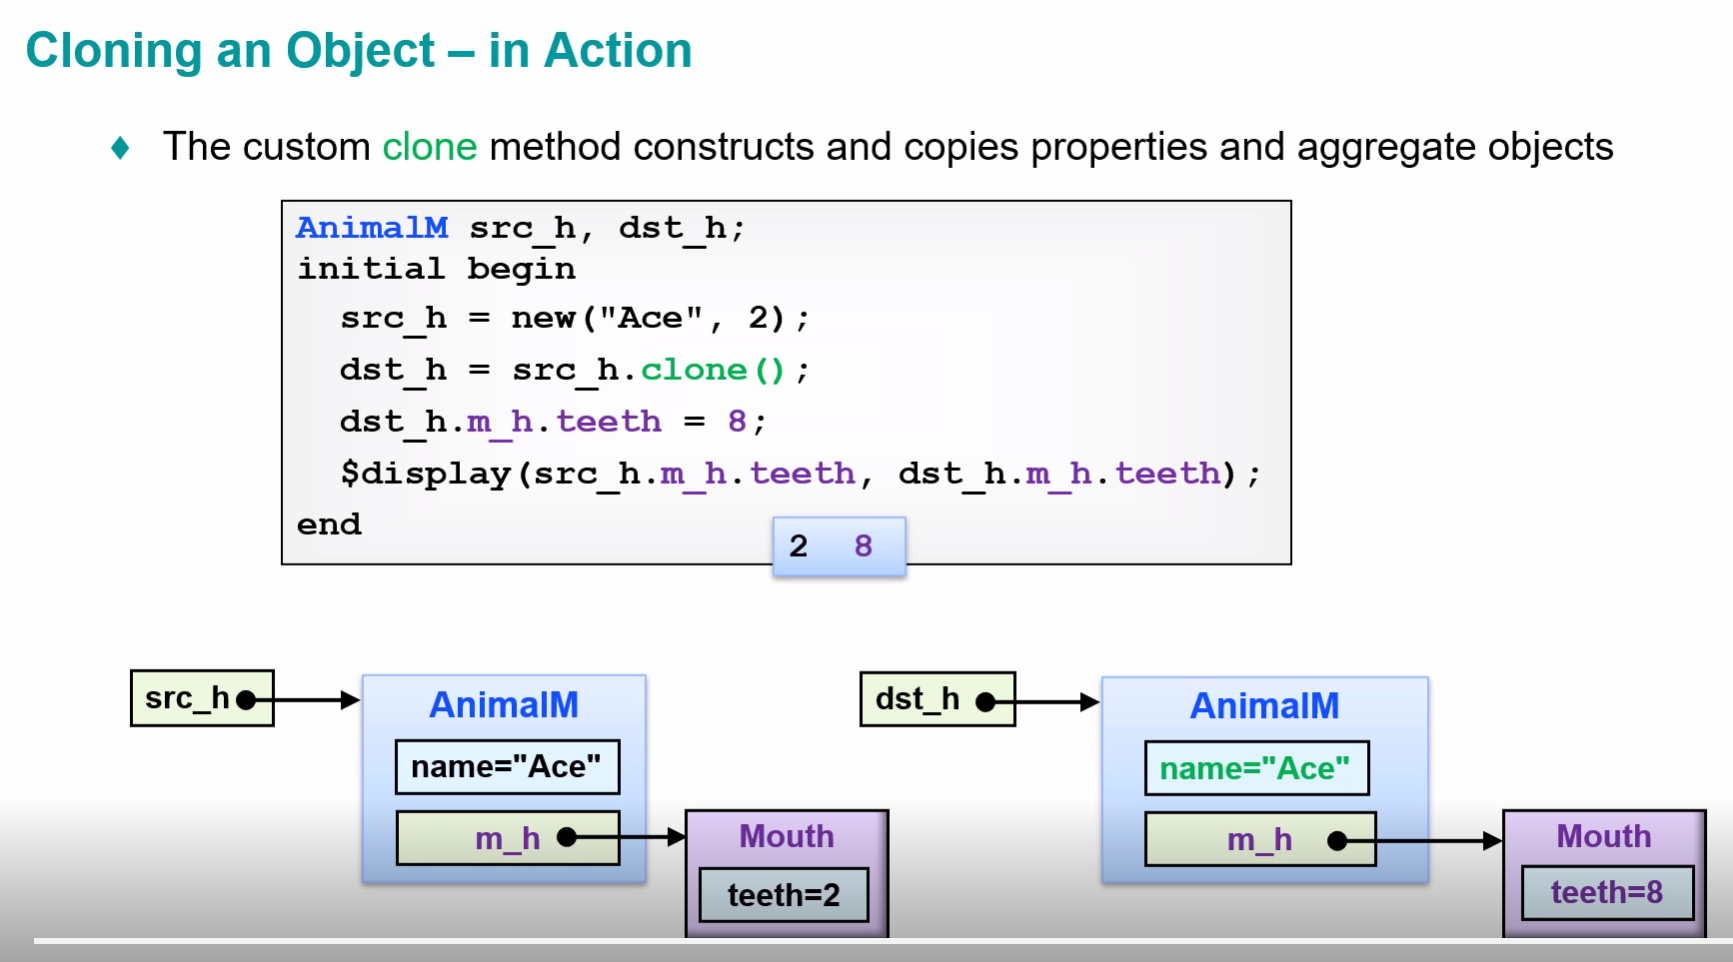 Cloning an Object – in Action
♦ The custom clone method constructs and copies properties and aggregate objects
AnimalM src_h, dst_h;
initial begin
src_h = new("Ace", 2);
dst_h = src_h.clone();
dst_h.m_h.teeth = 8;
$display(src_h.m_h.teeth, dst_h.m_h.teeth);
end
2 8
src_h
AnimalM
name="Ace"
m_h
Mouth
teeth=2
dst_h
AnimalM
name="Ace"
m_h
Mouth
teeth=8